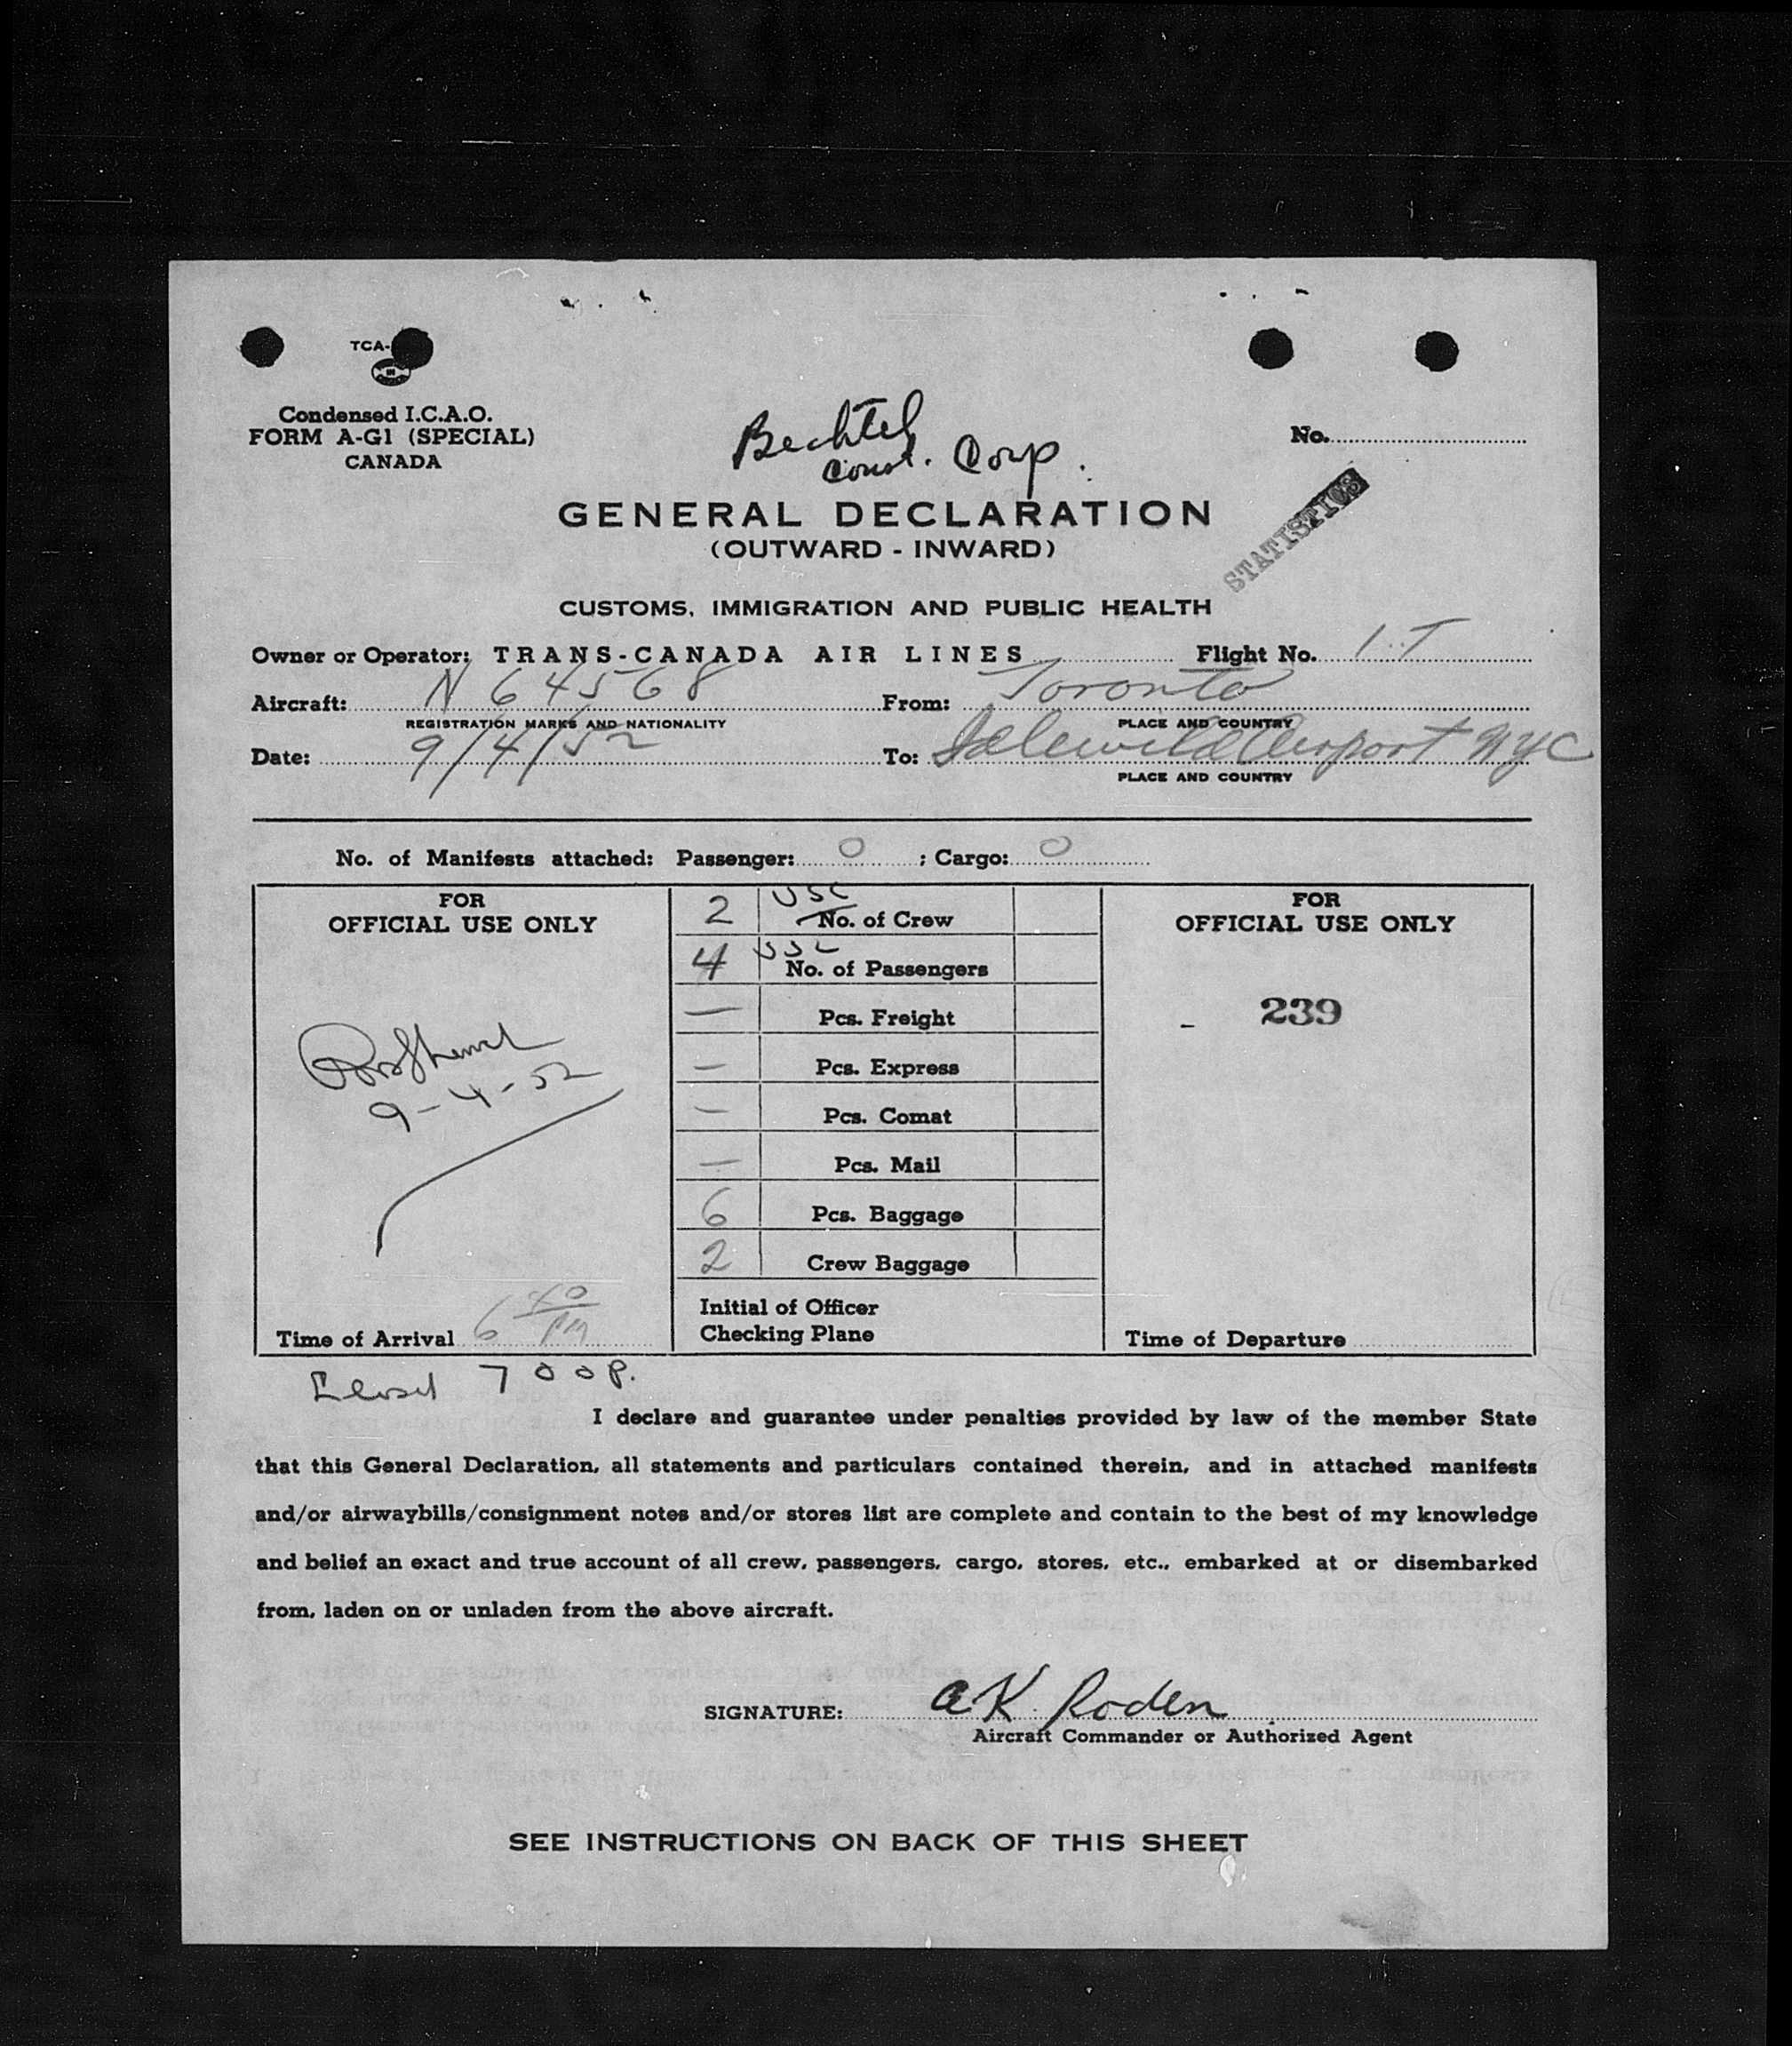 TCA-
Condensed I.C.A.O.
FORM A-G1 (SPECIAL)
CANADA
Bechtel
Const. Corp.
No.
STATISTICS
GENERAL DECLARATION
(OUTWARD - INWARD)
CUSTOMS, IMMIGRATION AND PUBLIC HEALTH
Owner or Operator: TRANS-CANADA AIR LINES Flight No. I.T
Aircraft: N 64568 From: Toronto
REGISTRATION MARKS AND NATIONALITY PLACE AND COUNTRY
Date: 9/4/52 To: Idlewild Airport NYC
PLACE AND COUNTRY
No. of Manifests attached: Passenger: 0 ; Cargo: 0
FOR
OFFICIAL USE ONLY
9-4-52
Time of Arrival 6 40 PM
2 USC No. of Crew
4 USC No. of Passengers
— Pcs. Freight
— Pcs. Express
— Pcs. Comat
— Pcs. Mail
6 Pcs. Baggage
2 Crew Baggage
Initial of Officer
Checking Plane
FOR
OFFICIAL USE ONLY
- 239
Time of Departure
700P.
I declare and guarantee under penalties provided by law of the member State
that this General Declaration, all statements and particulars contained therein, and in attached manifests
and/or airwaybills/consignment notes and/or stores list are complete and contain to the best of my knowledge
and belief an exact and true account of all crew, passengers, cargo, stores, etc., embarked at or disembarked
from, laden on or unladen from the above aircraft.
SIGNATURE: A K. Roden
Aircraft Commander or Authorized Agent
SEE INSTRUCTIONS ON BACK OF THIS SHEET